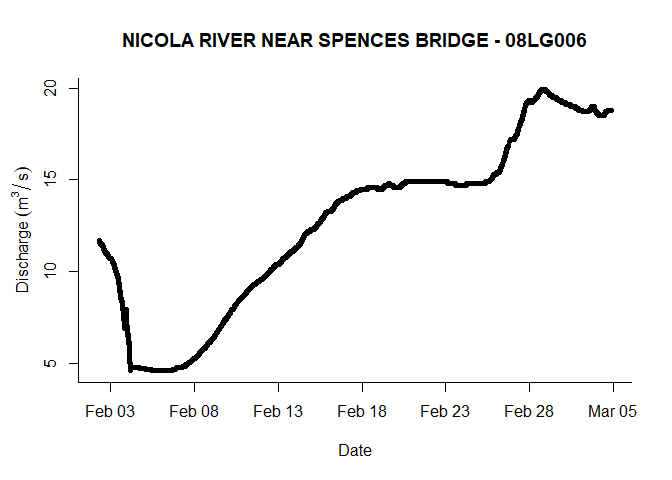 NICOLA RIVER NEAR SPENCES BRIDGE - 08LG006
20
15
10
5
Discharge (m³/s)
Feb 03 Feb 08 Feb 13 Feb 18 Feb 23 Feb 28 Mar 05
Date